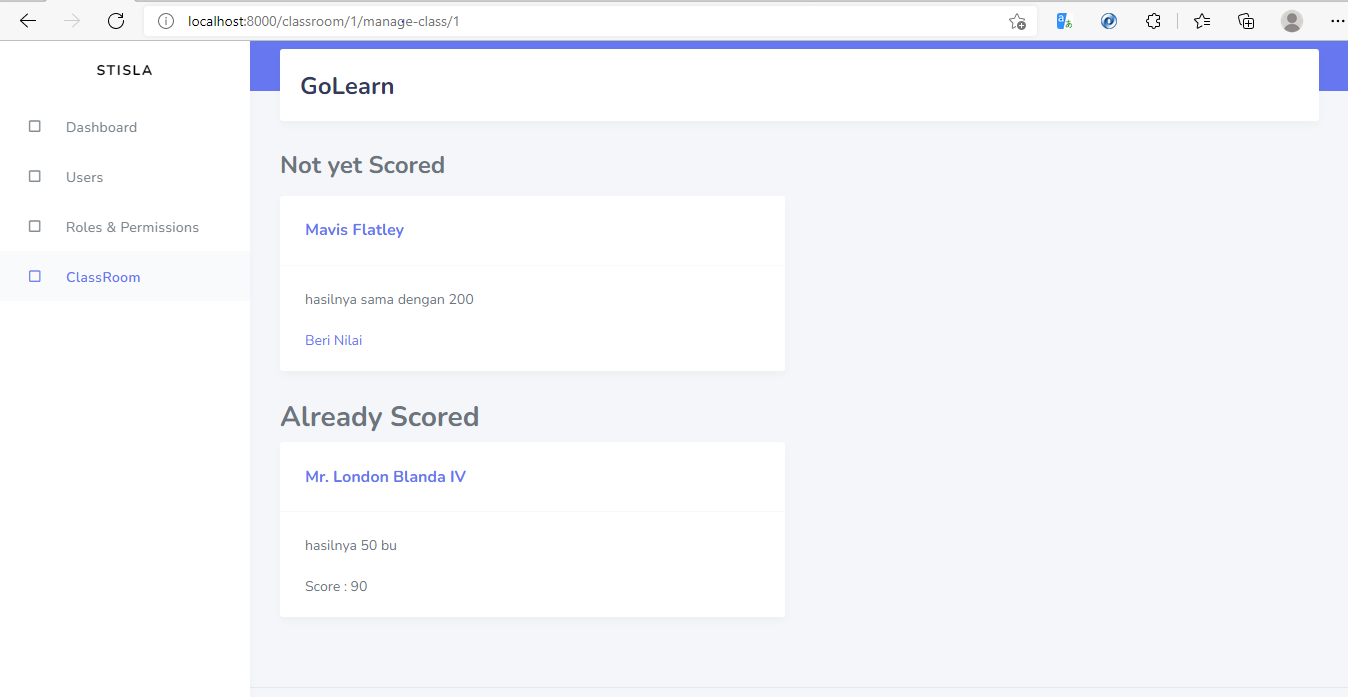 localhost:8000/classroom/1/manage-class/1
STISLA
Dashboard
Users
Roles & Permissions
ClassRoom
GoLearn
Not yet Scored
Mavis Flatley
hasilnya sama dengan 200
Beri Nilai
Already Scored
Mr. London Blanda IV
hasilnya 50 bu
Score : 90